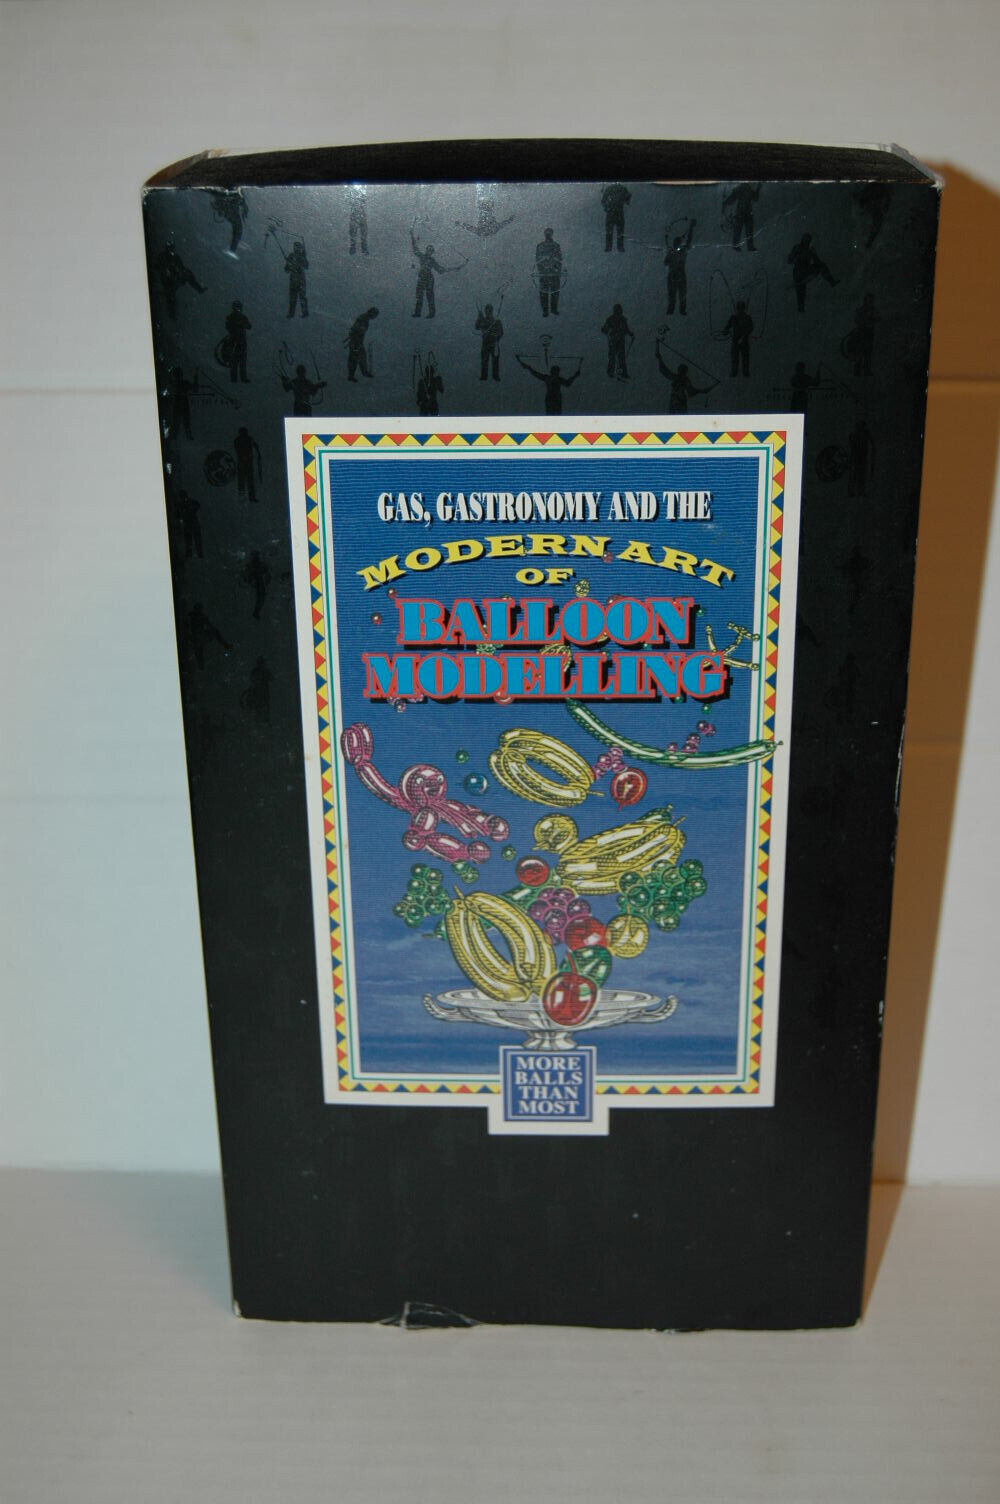 GAS, GASTRONOMY AND THE
MODERN ART
OF
BALLOON
MODELLING
MORE
BALLS
THAN
MOST